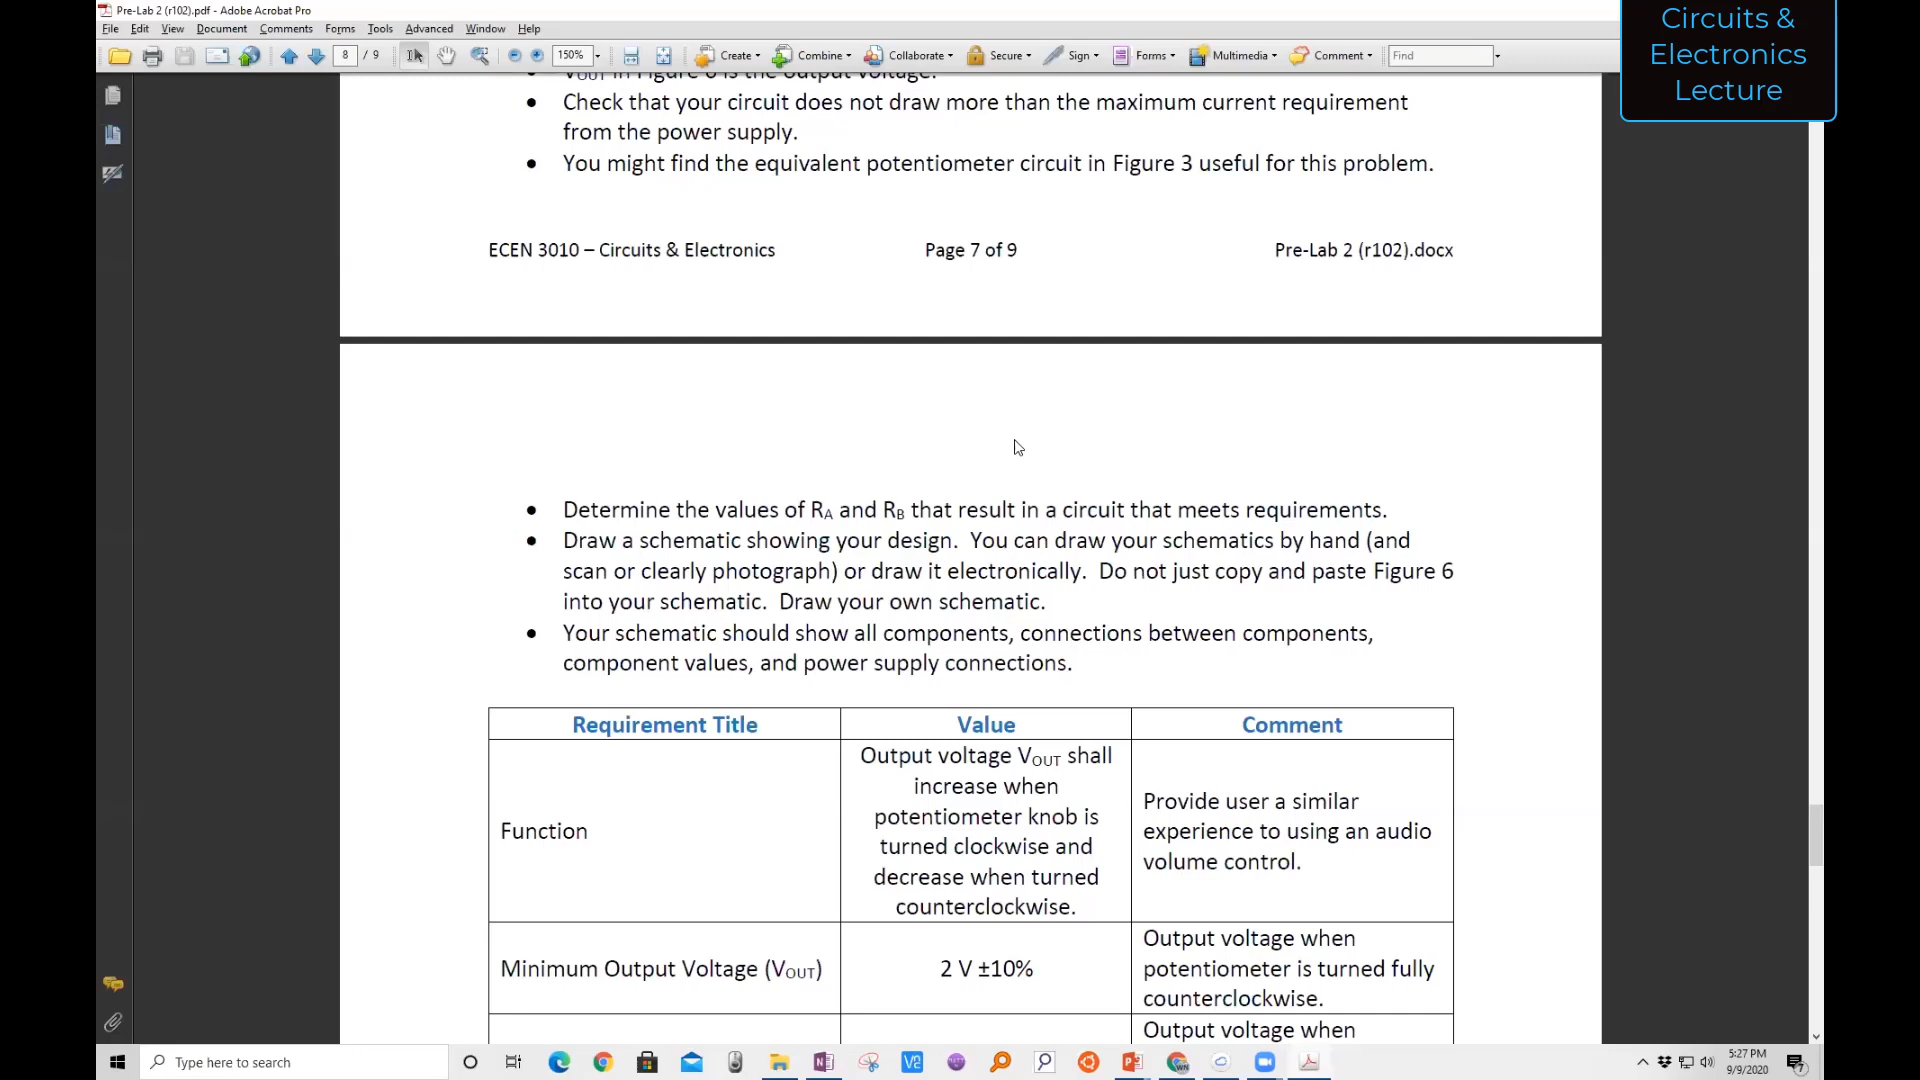 Pre-Lab 2 (r102).pdf - Adobe Acrobat Pro
File Edit View Document Comments Forms Tools Advanced Window Help
8 / 9 150% Create Combine Collaborate Secure Sign Forms Multimedia Comment Find
Circuits &
Electronics
Lecture
VOUT in Figure 6 is the output voltage.
• Check that your circuit does not draw more than the maximum current requirement
from the power supply.
• You might find the equivalent potentiometer circuit in Figure 3 useful for this problem.
ECEN 3010 – Circuits & Electronics Page 7 of 9 Pre-Lab 2 (r102).docx
• Determine the values of RA and RB that result in a circuit that meets requirements.
• Draw a schematic showing your design. You can draw your schematics by hand (and
scan or clearly photograph) or draw it electronically. Do not just copy and paste Figure 6
into your schematic. Draw your own schematic.
• Your schematic should show all components, connections between components,
component values, and power supply connections.
Requirement Title Value Comment
Function
Output voltage VOUT shall
increase when
potentiometer knob is
turned clockwise and
decrease when turned
counterclockwise.
Provide user a similar
experience to using an audio
volume control.
Minimum Output Voltage (VOUT)
2 V ±10%
Output voltage when
potentiometer is turned fully
counterclockwise.
Output voltage when
Type here to search
5:27 PM
9/9/2020